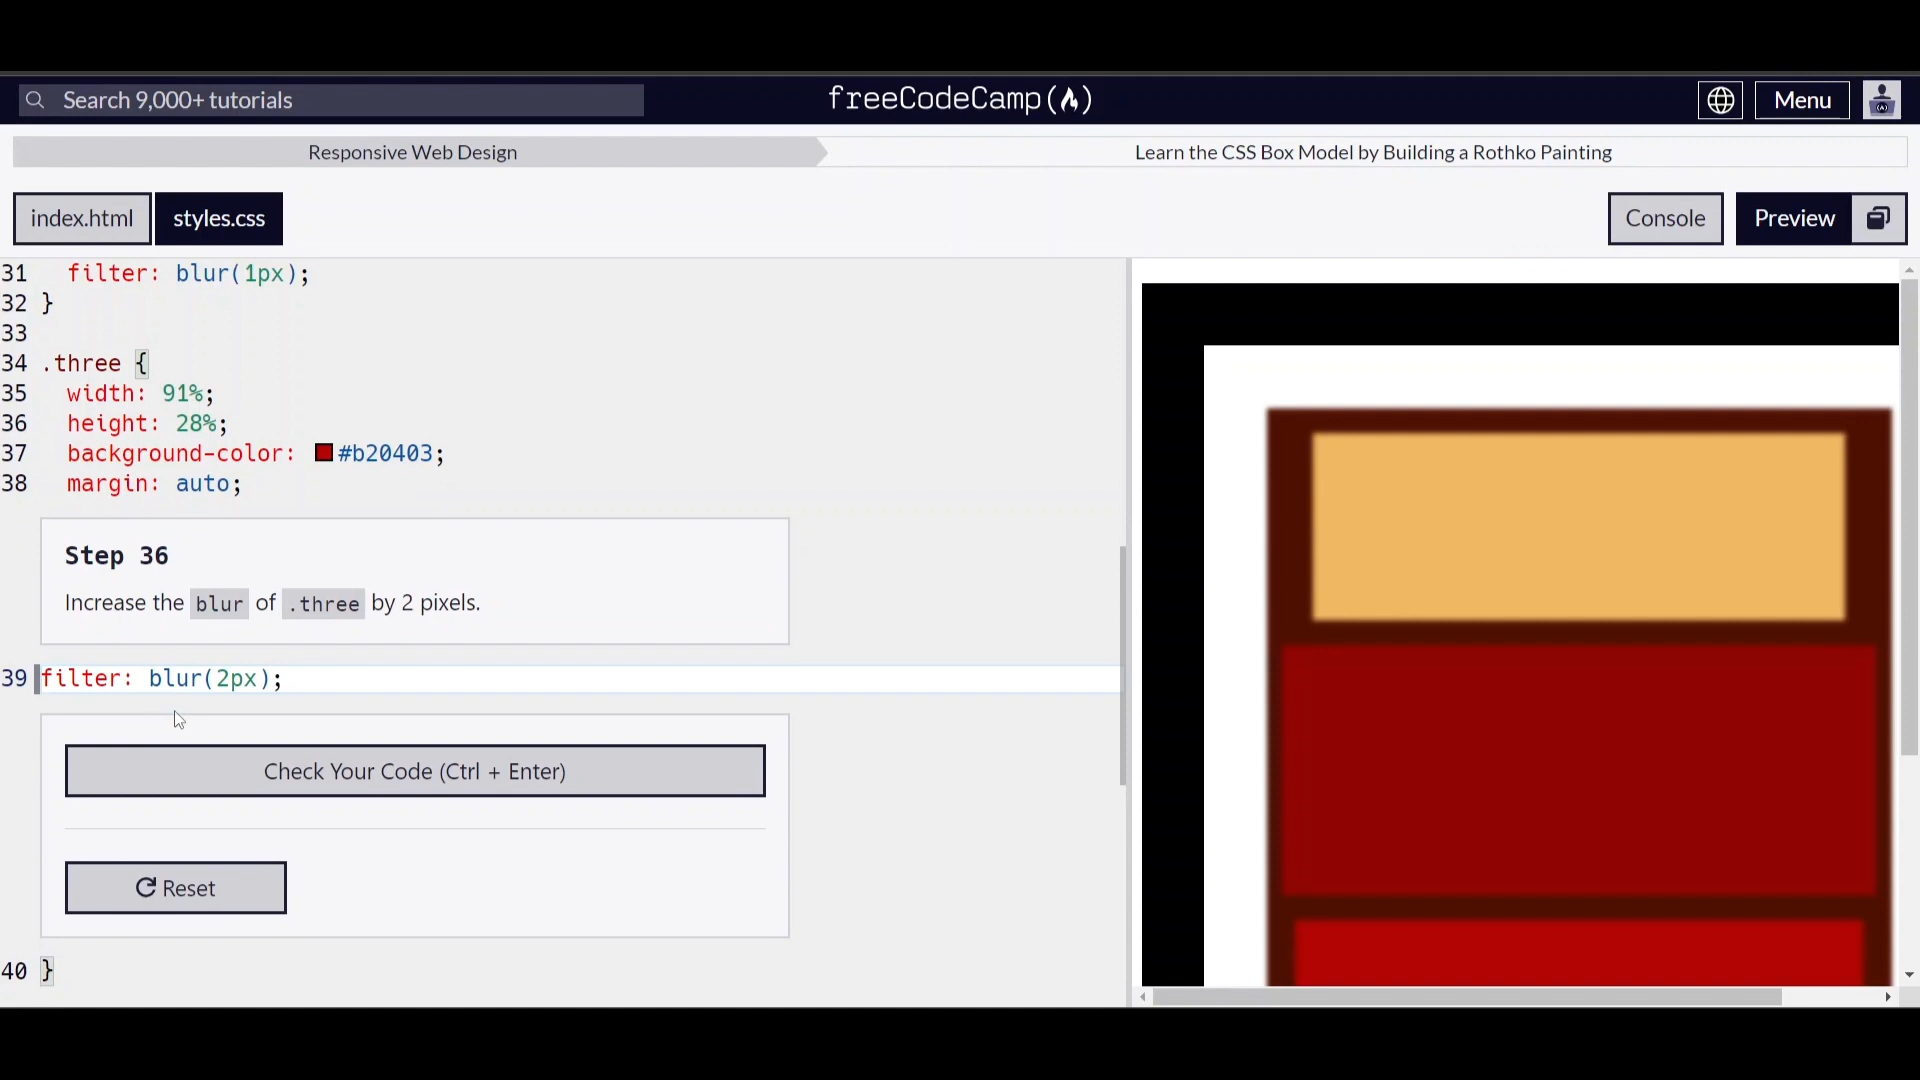 Search 9,000+ tutorials
freeCodeCamp
Menu
Responsive Web Design
Learn the CSS Box Model by Building a Rothko Painting
index.html
styles.css
Console
Preview
31 filter: blur(1px);
32 }
33
34 .three {
35 width: 91%;
36 height: 28%;
37 background-color: #b20403;
38 margin: auto;
Step 36
Increase the blur of .three by 2 pixels.
39 filter: blur(2px);
Check Your Code (Ctrl + Enter)
Reset
40 }